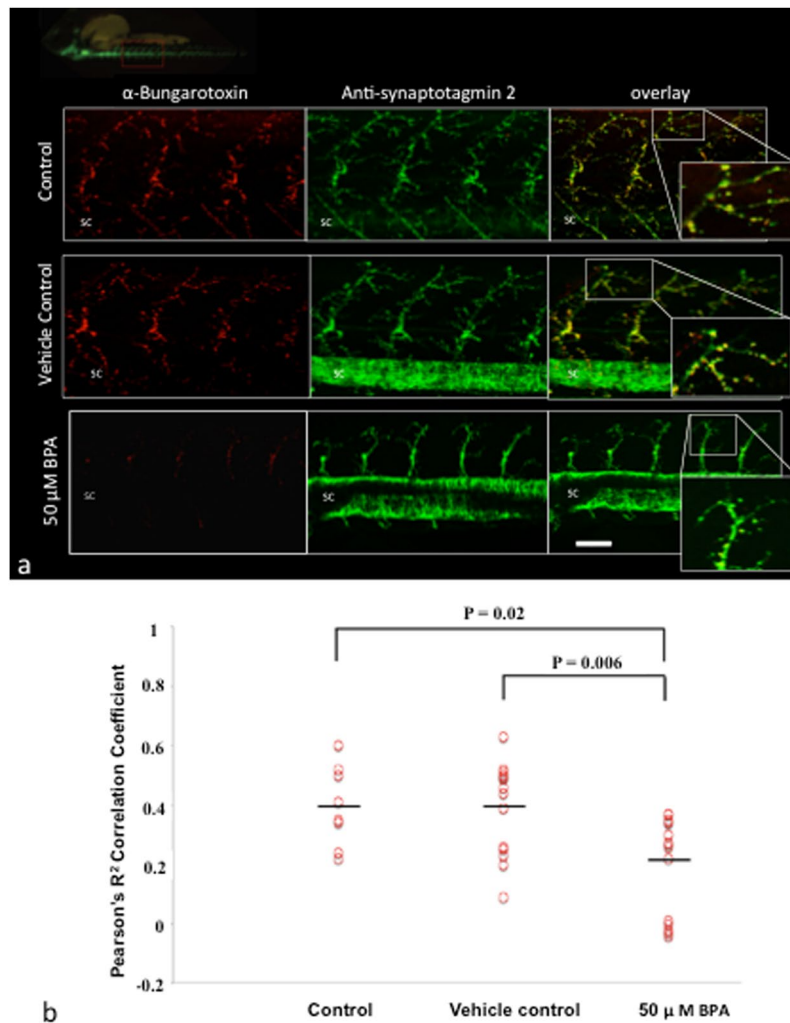 α-Bungarotoxin Anti-synaptotagmin 2 overlay
Control
SC SC SC
Vehicle Control
SC SC SC
50 μM BPA
SC SC SC
a
P = 0.02
P = 0.006
Pearson's R² Correlation Coefficient
1
0.8
0.6
0.4
0.2
0
-0.2
Control Vehicle control 50 μ M BPA
b